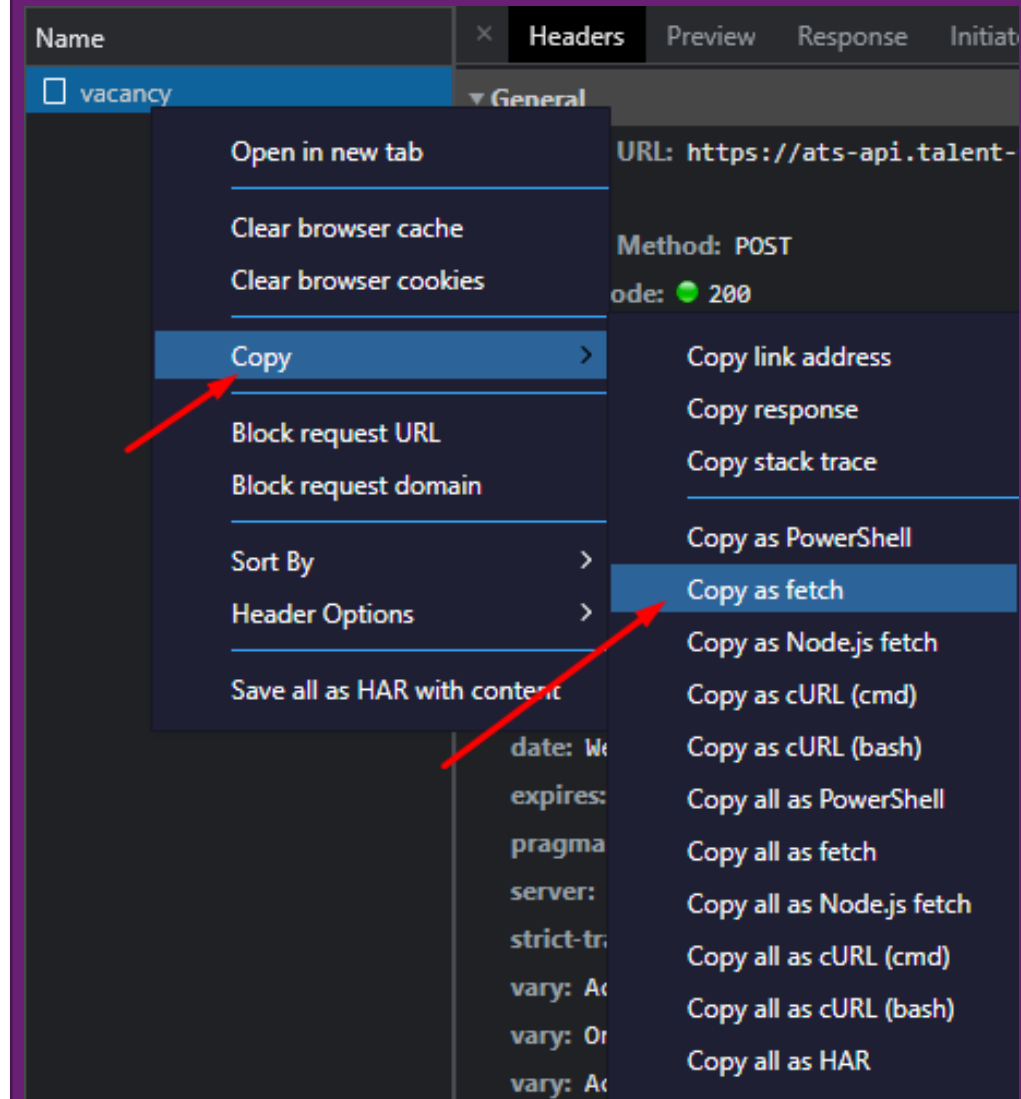 Name
× Headers Preview Response Initiat
vacancy
General
Open in new tab
URL: https://ats-api.talent-
Clear browser cache
Method: POST
Clear browser cookies
ode: 200
Copy
Copy link address
Copy response
Block request URL
Copy stack trace
Block request domain
Copy as PowerShell
Sort By
Copy as fetch
Header Options
Copy as Node.js fetch
Save all as HAR with content
Copy as cURL (cmd)
date: We
Copy as cURL (bash)
expires:
Copy all as PowerShell
pragma
Copy all as fetch
server:
Copy all as Node.js fetch
strict-tra
Copy all as cURL (cmd)
vary: Ac
Copy all as cURL (bash)
vary: Or
Copy all as HAR
vary: Ac